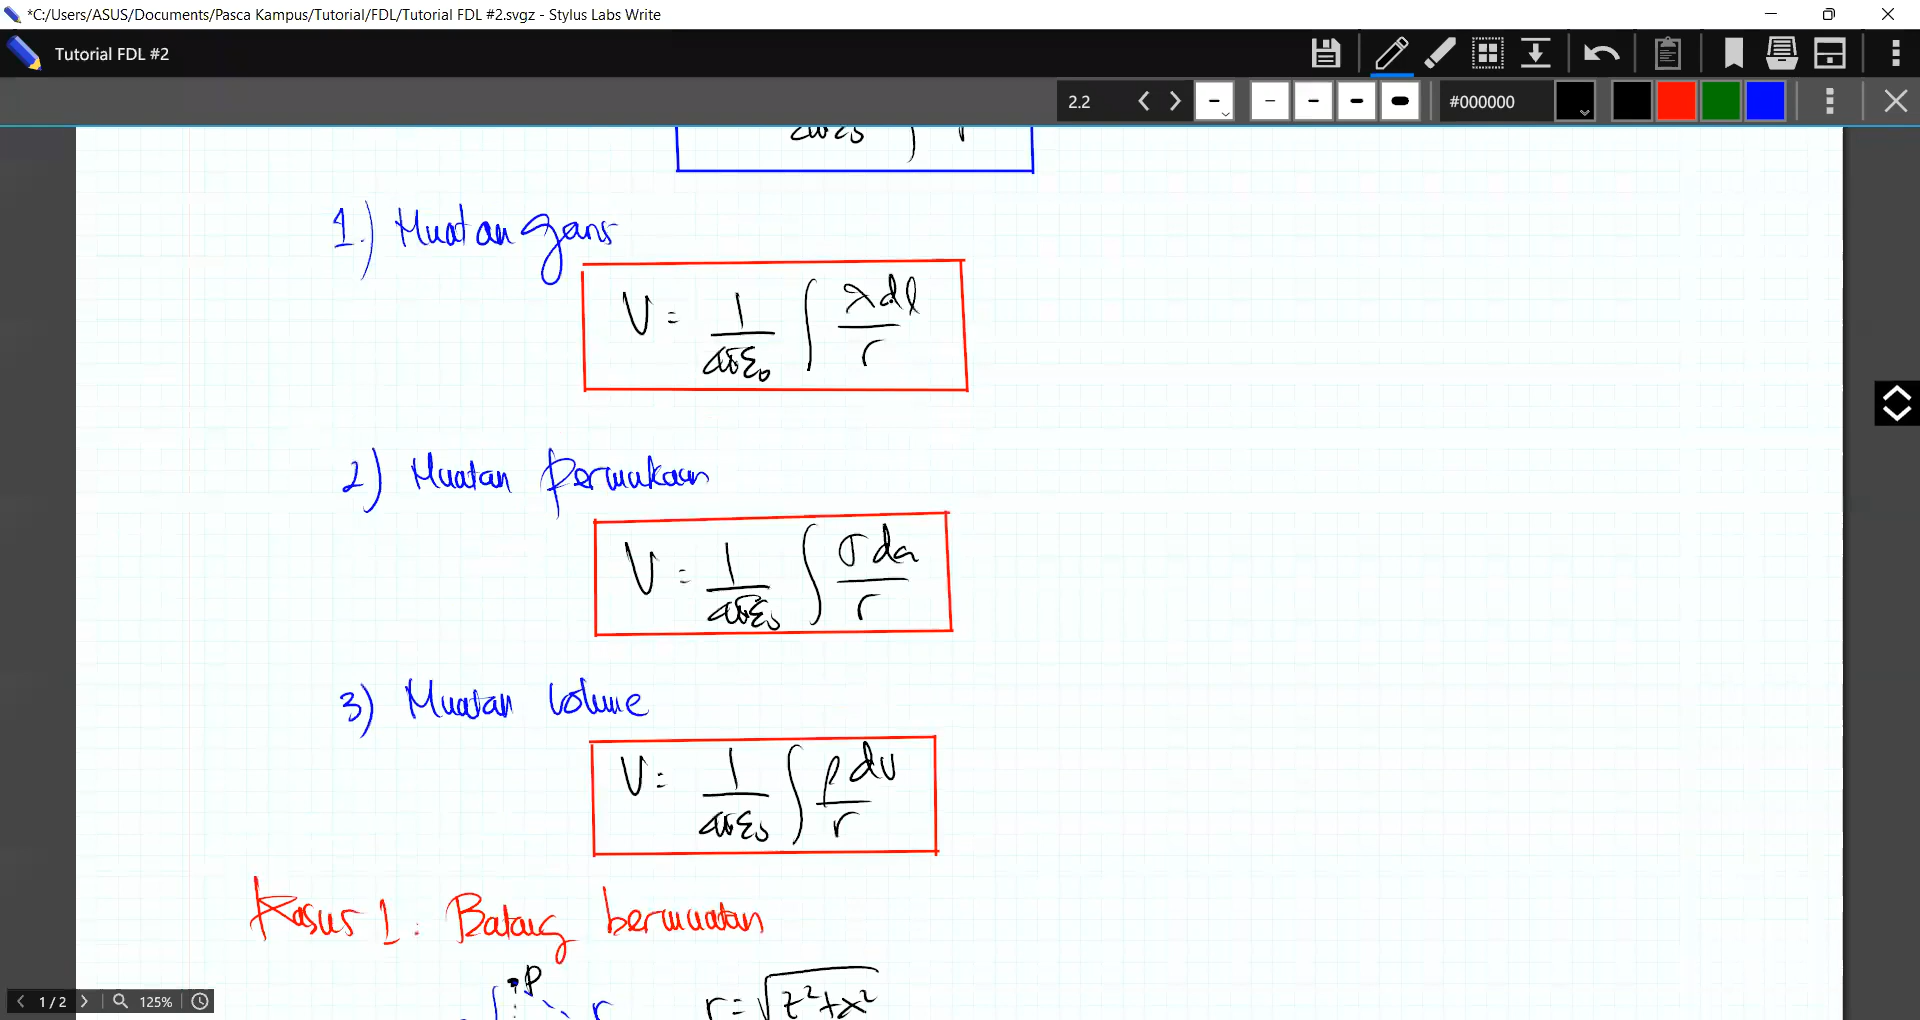 *C:/Users/ASUS/Documents/Pasca Kampus/Tutorial/FDL/Tutorial FDL #2.svgz - Stylus Labs Write
Tutorial FDL #2
2.2
#000000
4πε₀ r
1.) Muatan garis
V = 1/4πε₀ ∫ λdl/r
2) Muatan permukaan
V = 1/4πε₀ ∫ σda/r
3) Muatan Volume
V = 1/4πε₀ ∫ ρdv/r
Kasus 1. Batang bermuatan
P
r r = √z²+x²
1/2 125%